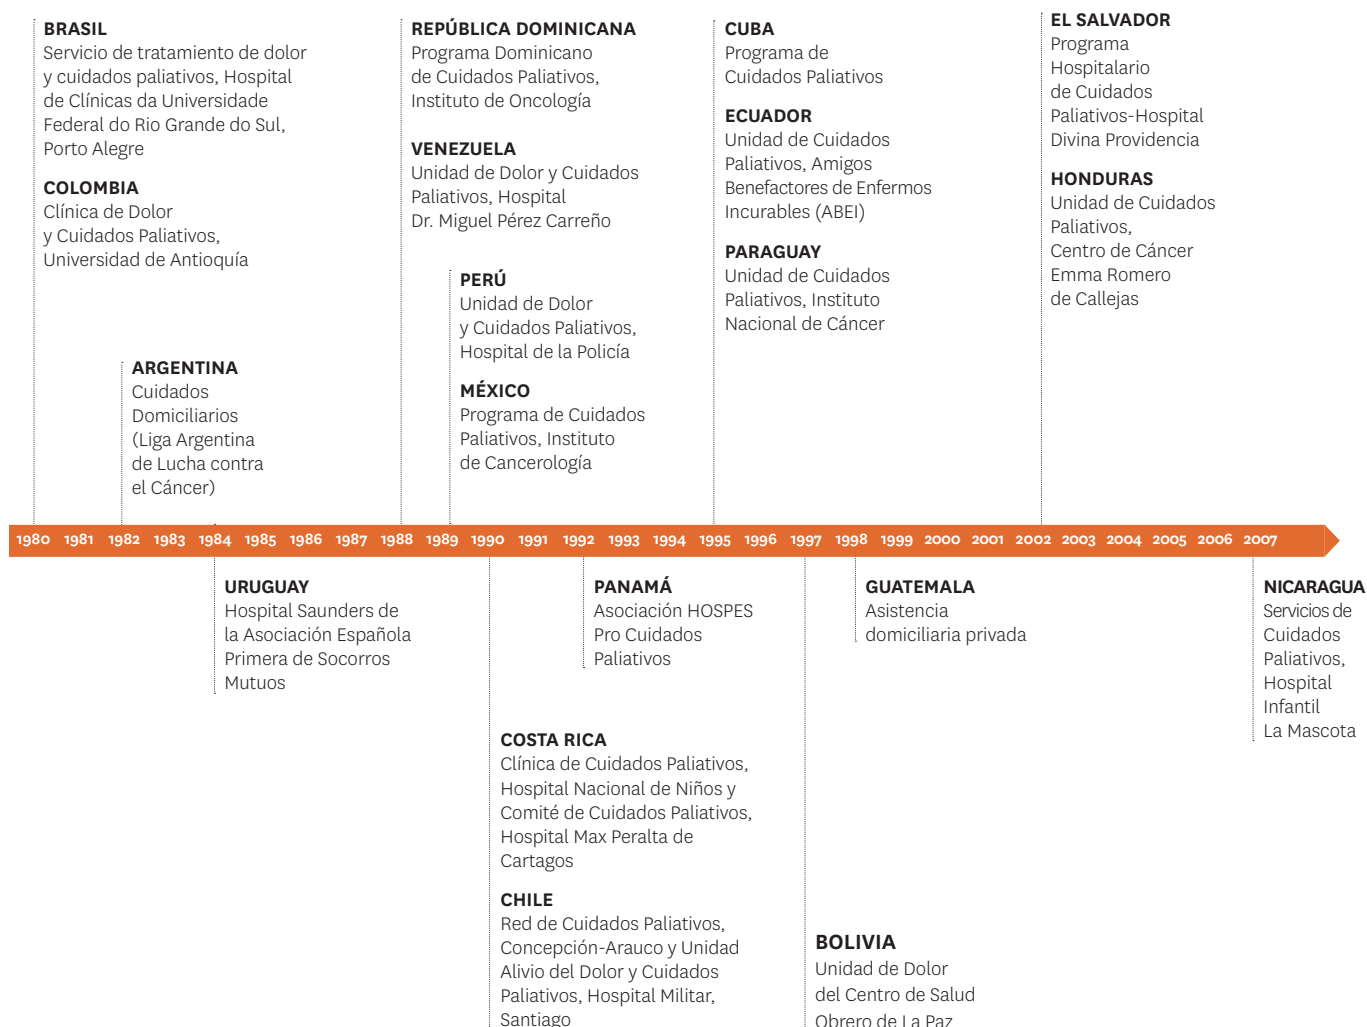 BRASIL
Servicio de tratamiento de dolor
y cuidados paliativos, Hospital
de Clínicas da Universidade
Federal do Rio Grande do Sul,
Porto Alegre
COLOMBIA
Clínica de Dolor
y Cuidados Paliativos,
Universidad de Antioquía
ARGENTINA
Cuidados
Domiciliarios
(Liga Argentina
de Lucha contra
el Cáncer)
REPÚBLICA DOMINICANA
Programa Dominicano
de Cuidados Paliativos,
Instituto de Oncología
VENEZUELA
Unidad de Dolor y Cuidados
Paliativos, Hospital
Dr. Miguel Pérez Carreño
PERÚ
Unidad de Dolor
y Cuidados Paliativos,
Hospital de la Policía
MÉXICO
Programa de Cuidados
Paliativos, Instituto
de Cancerología
CUBA
Programa de
Cuidados Paliativos
ECUADOR
Unidad de Cuidados
Paliativos, Amigos
Benefactores de Enfermos
Incurables (ABEI)
PARAGUAY
Unidad de Cuidados
Paliativos, Instituto
Nacional de Cáncer
EL SALVADOR
Programa
Hospitalario
de Cuidados
Paliativos-Hospital
Divina Providencia
HONDURAS
Unidad de Cuidados
Paliativos,
Centro de Cáncer
Emma Romero
de Callejas
1980 1981 1982 1983 1984 1985 1986 1987 1988 1989 1990 1991 1992 1993 1994 1995 1996 1997 1998 1999 2000 2001 2002 2003 2004 2005 2006 2007
URUGUAY
Hospital Saunders de
la Asociación Española
Primera de Socorros
Mutuos
PANAMÁ
Asociación HOSPES
Pro Cuidados
Paliativos
GUATEMALA
Asistencia
domiciliaria privada
NICARAGUA
Servicios de
Cuidados
Paliativos,
Hospital
Infantil
La Mascota
COSTA RICA
Clínica de Cuidados Paliativos,
Hospital Nacional de Niños y
Comité de Cuidados Paliativos,
Hospital Max Peralta de
Cartagos
CHILE
Red de Cuidados Paliativos,
Concepción-Arauco y Unidad
Alivio del Dolor y Cuidados
Paliativos, Hospital Militar,
Santiago
BOLIVIA
Unidad de Dolor
del Centro de Salud
Obrero de La Paz